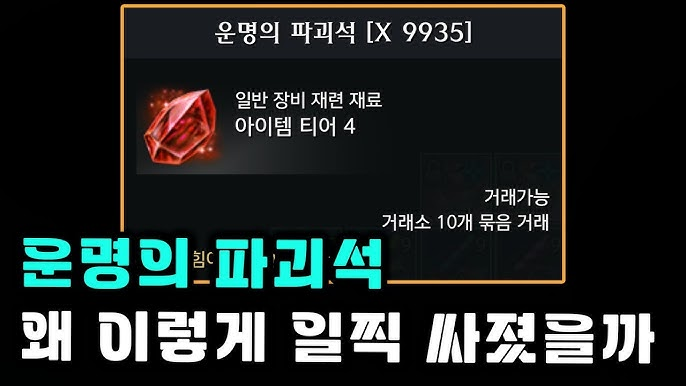 운명의 파괴석 [X 9935]
일반 장비 재련 재료
아이템 티어 4
거래가능
거래소 10개 묶음 거래
운명의 파괴석
왜 이렇게 일찍 싸졌을까